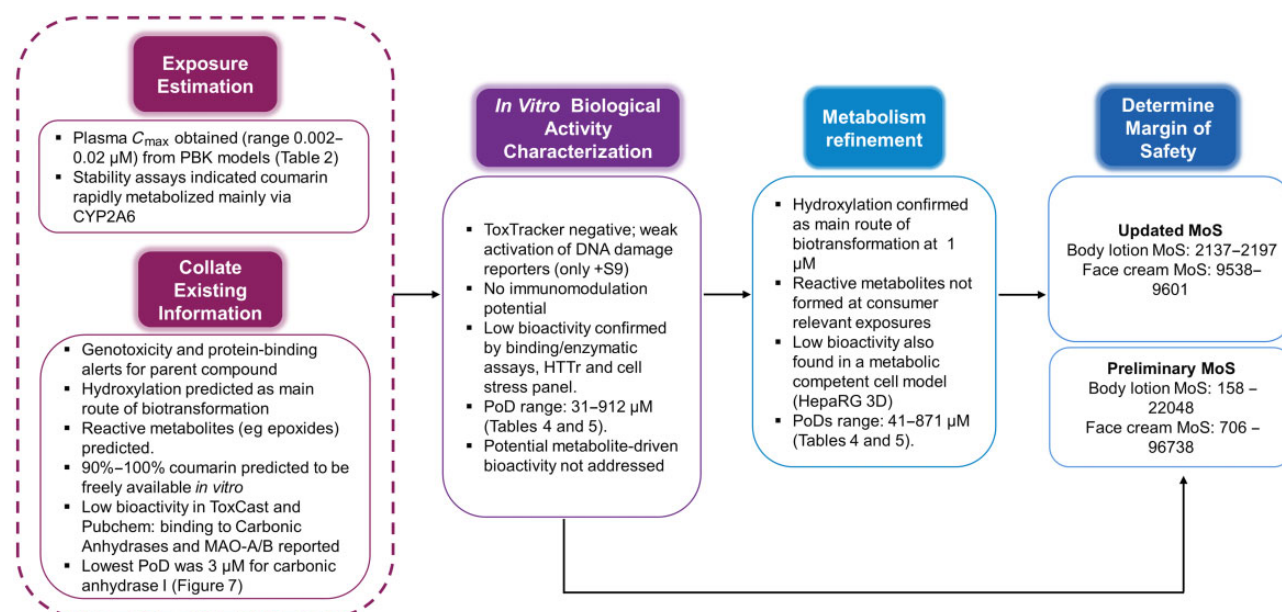 Exposure
Estimation
▪ Plasma Cmax obtained (range 0.002–
0.02 µM) from PBK models (Table 2)
▪ Stability assays indicated coumarin
rapidly metabolized mainly via
CYP2A6
Collate
Existing
Information
▪ Genotoxicity and protein-binding
alerts for parent compound
▪ Hydroxylation predicted as main
route of biotransformation
▪ Reactive metabolites (eg epoxides)
predicted.
▪ 90%–100% coumarin predicted to be
freely available in vitro
▪ Low bioactivity in ToxCast and
Pubchem: binding to Carbonic
Anhydrases and MAO-A/B reported
▪ Lowest PoD was 3 µM for carbonic
anhydrase I (Figure 7)
In Vitro Biological
Activity
Characterization
▪ ToxTracker negative; weak
activation of DNA damage
reporters (only +S9)
▪ No immunomodulation
potential
▪ Low bioactivity confirmed
by binding/enzymatic
assays, HTTr and cell
stress panel.
▪ PoD range: 31–912 µM
(Tables 4 and 5).
▪ Potential metabolite-driven
bioactivity not addressed
Metabolism
refinement
▪ Hydroxylation confirmed
as main route of
biotransformation at 1
µM
▪ Reactive metabolites not
formed at consumer
relevant exposures
▪ Low bioactivity also
found in a metabolic
competent cell model
(HepaRG 3D)
▪ PoDs range: 41–871 µM
(Tables 4 and 5).
Determine
Margin of
Safety
Updated MoS
Body lotion MoS: 2137–2197
Face cream MoS: 9538–
9601
Preliminary MoS
Body lotion MoS: 158 –
22048
Face cream MoS: 706 –
96738